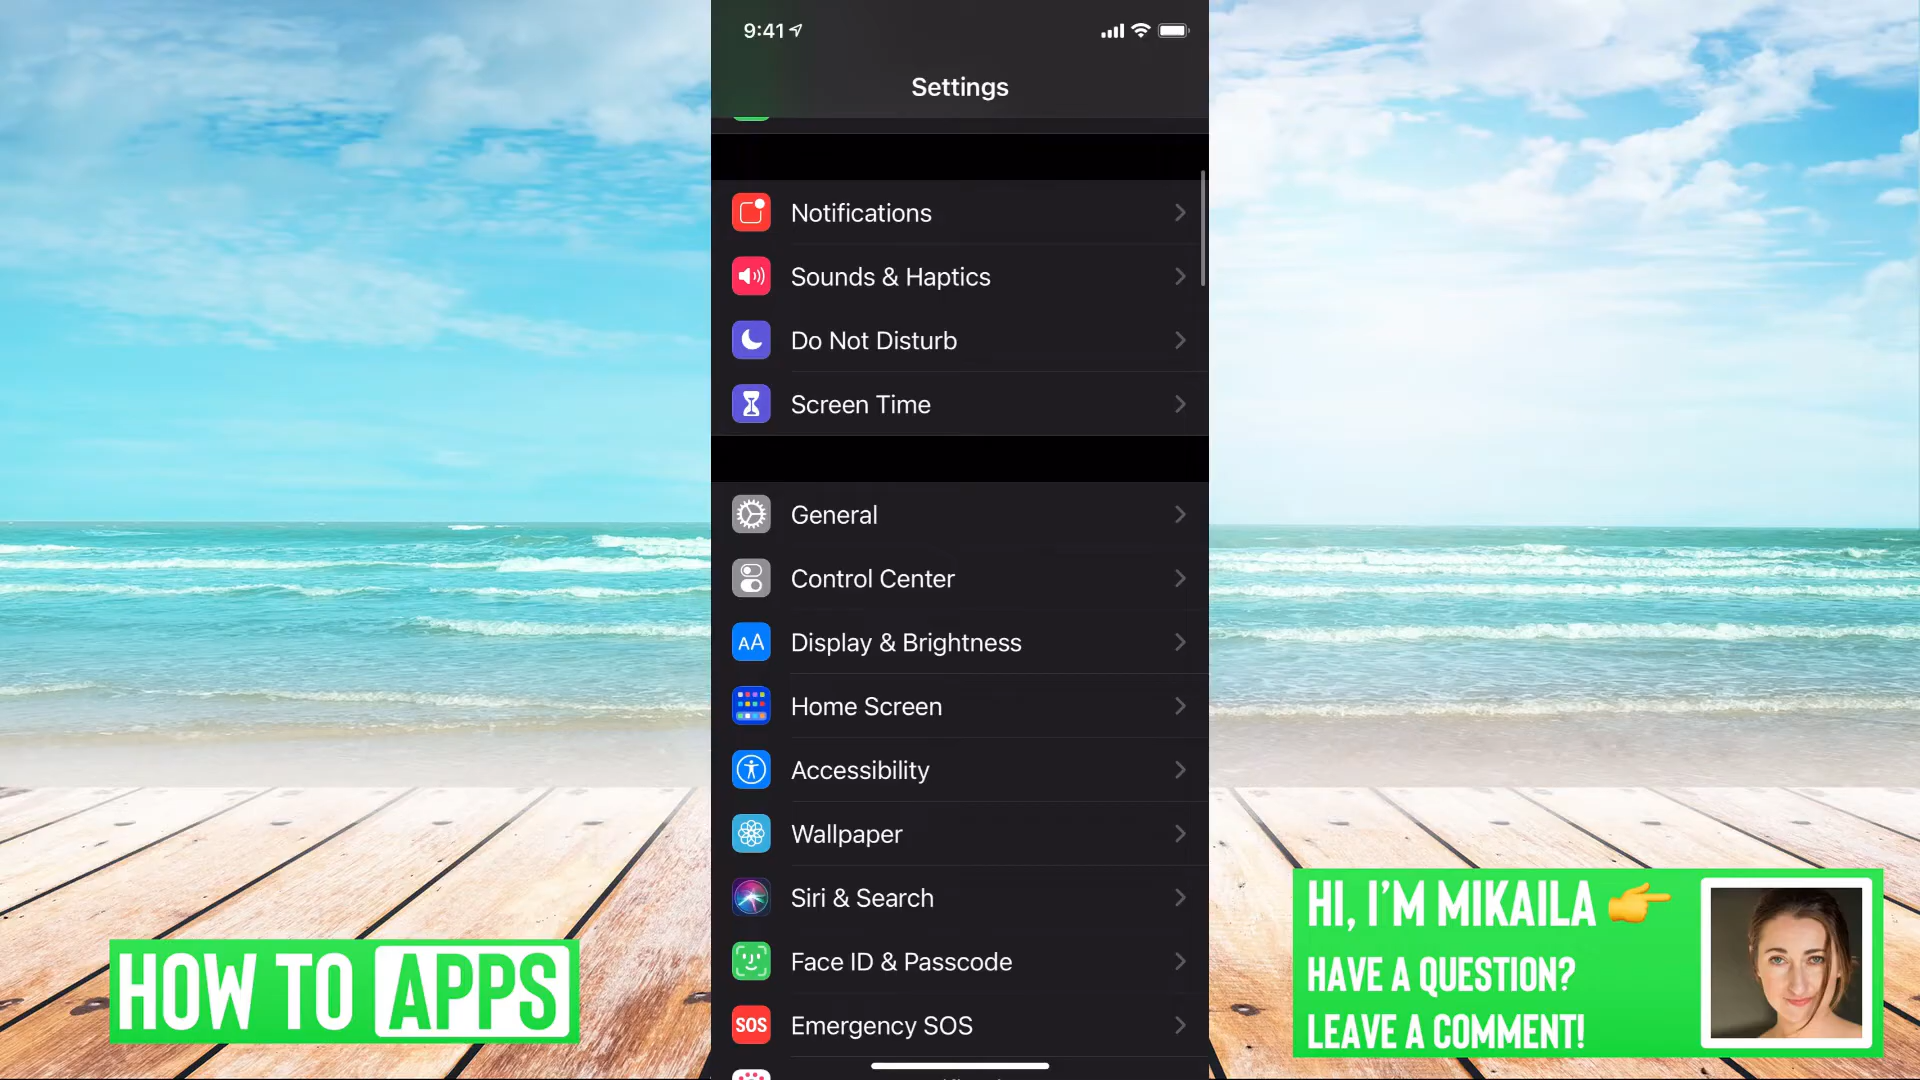 9:41
Settings
Notifications
Sounds & Haptics
Do Not Disturb
Screen Time
General
Control Center
AA Display & Brightness
Home Screen
Accessibility
Wallpaper
Siri & Search
Face ID & Passcode
SOS Emergency SOS
HOW TO APPS
HI, I'M MIKAILA
HAVE A QUESTION?
LEAVE A COMMENT!